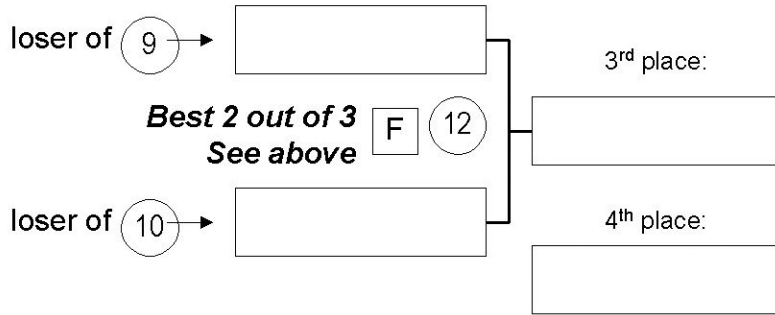 loser of 9
3rd place:
Best 2 out of 3
See above
F
12
loser of 10
4th place: